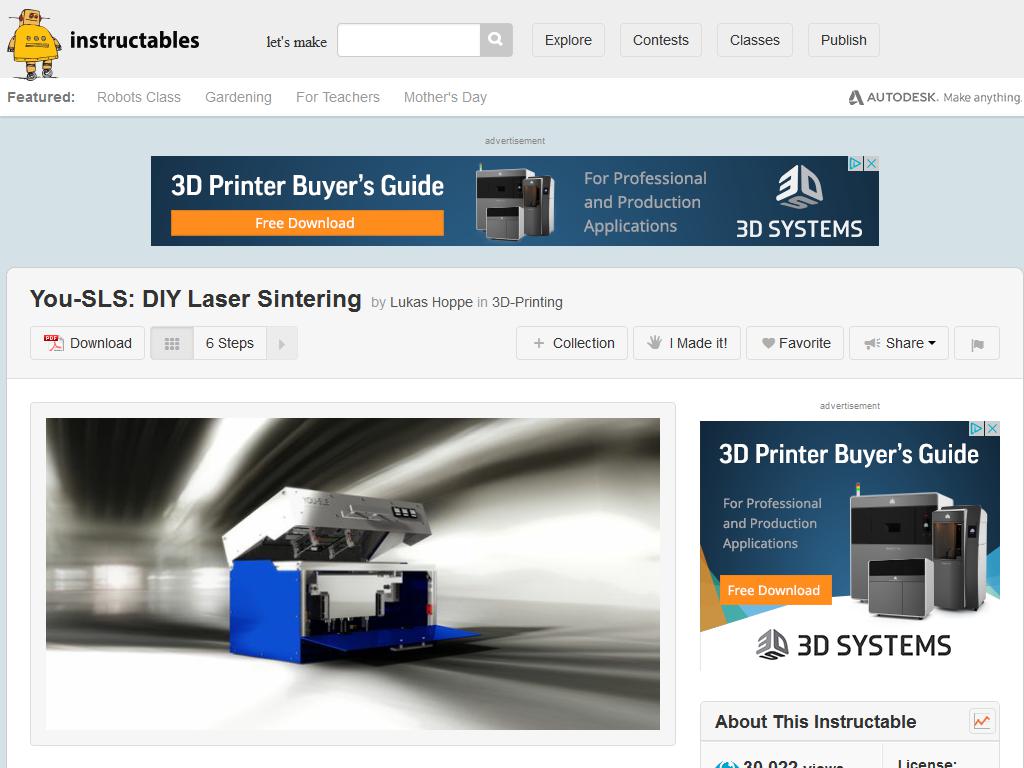 instructables
let's make
Explore
Contests
Classes
Publish
Featured:
Robots Class
Gardening
For Teachers
Mother's Day
AUTODESK. Make anything.
advertisement
3D Printer Buyer's Guide
Free Download
For Professional
and Production
Applications
3D SYSTEMS
You-SLS: DIY Laser Sintering by Lukas Hoppe in 3D-Printing
PDF
Download
6 Steps
+ Collection
I Made it!
Favorite
Share
YOU-SLS
advertisement
3D Printer Buyer's Guide
For Professional
and Production
Applications
Free Download
3D SYSTEMS
About This Instructable
30,022 views
License: